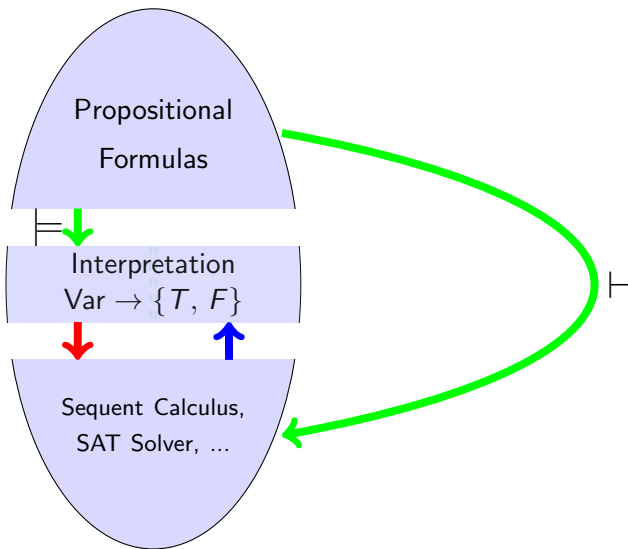 Propositional
Formulas
⊨
Interpretation
Var → {T, F}
⊢
Sequent Calculus,
SAT Solver, ...